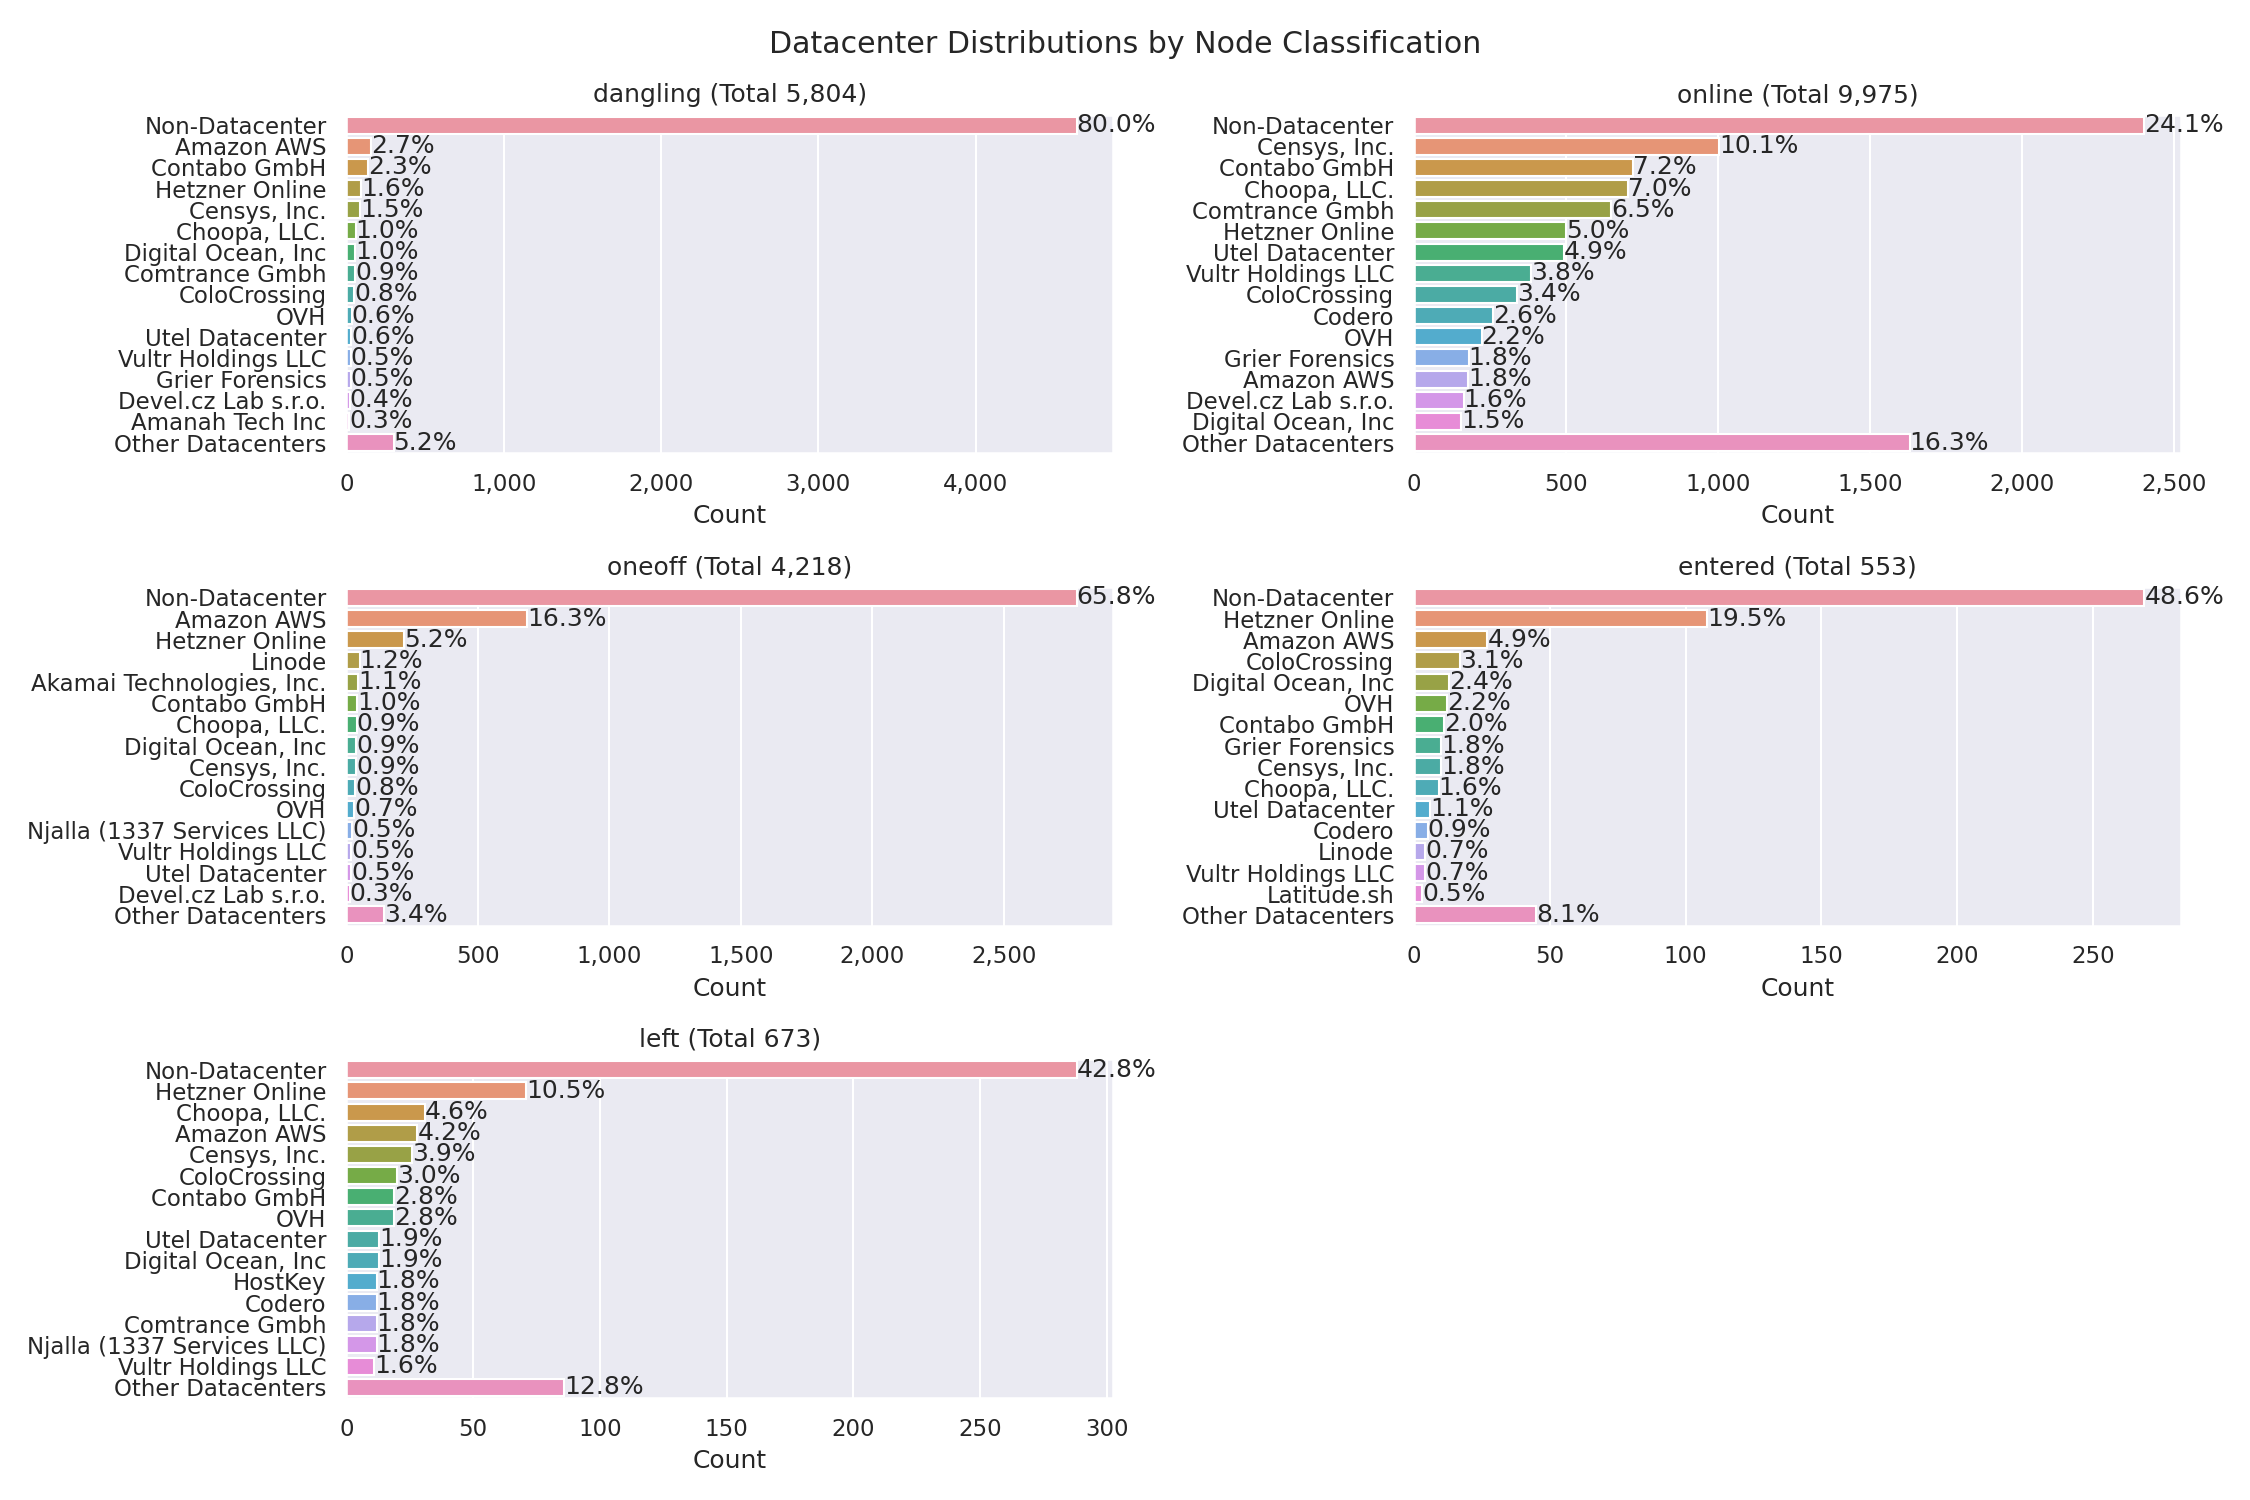 Datacenter Distributions by Node Classification
dangling (Total 5,804)
Non-Datacenter 80.0%
Amazon AWS 2.7%
Contabo GmbH 2.3%
Hetzner Online 1.6%
Censys, Inc. 1.5%
Choopa, LLC. 1.0%
Digital Ocean, Inc 1.0%
Comtrance Gmbh 0.9%
ColoCrossing 0.8%
OVH 0.6%
Utel Datacenter 0.6%
Vultr Holdings LLC 0.5%
Grier Forensics 0.5%
Devel.cz Lab s.r.o. 0.4%
Amanah Tech Inc 0.3%
Other Datacenters 5.2%
0 1,000 2,000 3,000 4,000
Count
online (Total 9,975)
Non-Datacenter 24.1%
Censys, Inc. 10.1%
Contabo GmbH 7.2%
Choopa, LLC. 7.0%
Comtrance Gmbh 6.5%
Hetzner Online 5.0%
Utel Datacenter 4.9%
Vultr Holdings LLC 3.8%
ColoCrossing 3.4%
Codero 2.6%
OVH 2.2%
Grier Forensics 1.8%
Amazon AWS 1.8%
Devel.cz Lab s.r.o. 1.6%
Digital Ocean, Inc 1.5%
Other Datacenters 16.3%
0 500 1,000 1,500 2,000 2,500
Count
oneoff (Total 4,218)
Non-Datacenter 65.8%
Amazon AWS 16.3%
Hetzner Online 5.2%
Linode 1.2%
Akamai Technologies, Inc. 1.1%
Contabo GmbH 1.0%
Choopa, LLC. 0.9%
Digital Ocean, Inc 0.9%
Censys, Inc. 0.9%
ColoCrossing 0.8%
OVH 0.7%
Njalla (1337 Services LLC) 0.5%
Vultr Holdings LLC 0.5%
Utel Datacenter 0.5%
Devel.cz Lab s.r.o. 0.3%
Other Datacenters 3.4%
0 500 1,000 1,500 2,000 2,500
Count
entered (Total 553)
Non-Datacenter 48.6%
Hetzner Online 19.5%
Amazon AWS 4.9%
ColoCrossing 3.1%
Digital Ocean, Inc 2.4%
OVH 2.2%
Contabo GmbH 2.0%
Grier Forensics 1.8%
Censys, Inc. 1.8%
Choopa, LLC. 1.6%
Utel Datacenter 1.1%
Codero 0.9%
Linode 0.7%
Vultr Holdings LLC 0.7%
Latitude.sh 0.5%
Other Datacenters 8.1%
0 50 100 150 200 250
Count
left (Total 673)
Non-Datacenter 42.8%
Hetzner Online 10.5%
Choopa, LLC. 4.6%
Amazon AWS 4.2%
Censys, Inc. 3.9%
ColoCrossing 3.0%
Contabo GmbH 2.8%
OVH 2.8%
Utel Datacenter 1.9%
Digital Ocean, Inc 1.9%
HostKey 1.8%
Codero 1.8%
Comtrance Gmbh 1.8%
Njalla (1337 Services LLC) 1.8%
Vultr Holdings LLC 1.6%
Other Datacenters 12.8%
0 50 100 150 200 250 300
Count